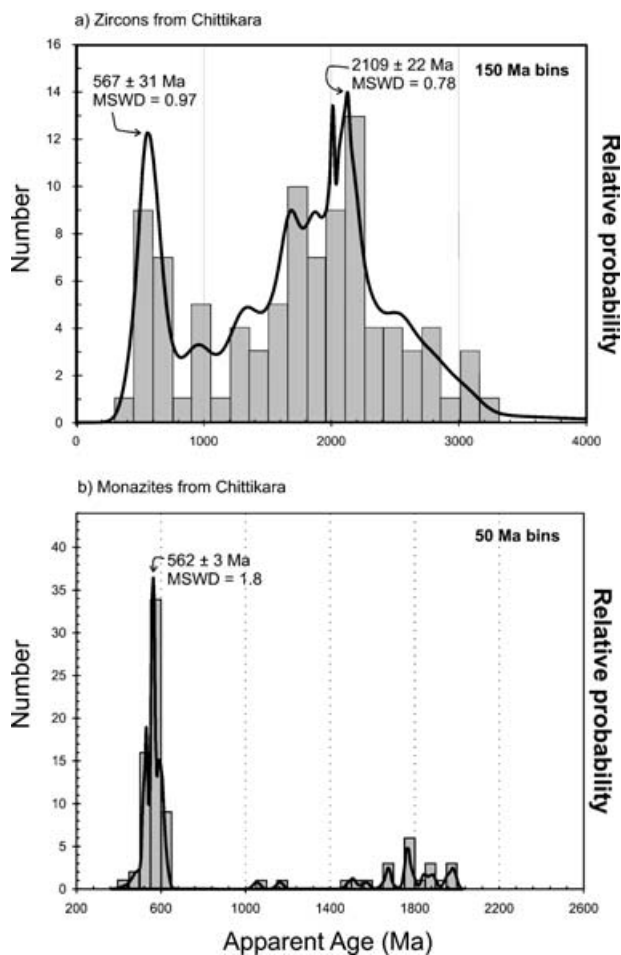 a) Zircons from Chittikara
16
14
12
10
8
6
4
2
0
Number
567 ± 31 Ma
MSWD = 0.97
2109 ± 22 Ma
MSWD = 0.78
150 Ma bins
Relative probability
0 1000 2000 3000 4000
b) Monazites from Chittikara
40
35
30
25
20
15
10
5
0
Number
562 ± 3 Ma
MSWD = 1.8
50 Ma bins
Relative probability
200 600 1000 1400 1800 2200 2600
Apparent Age (Ma)